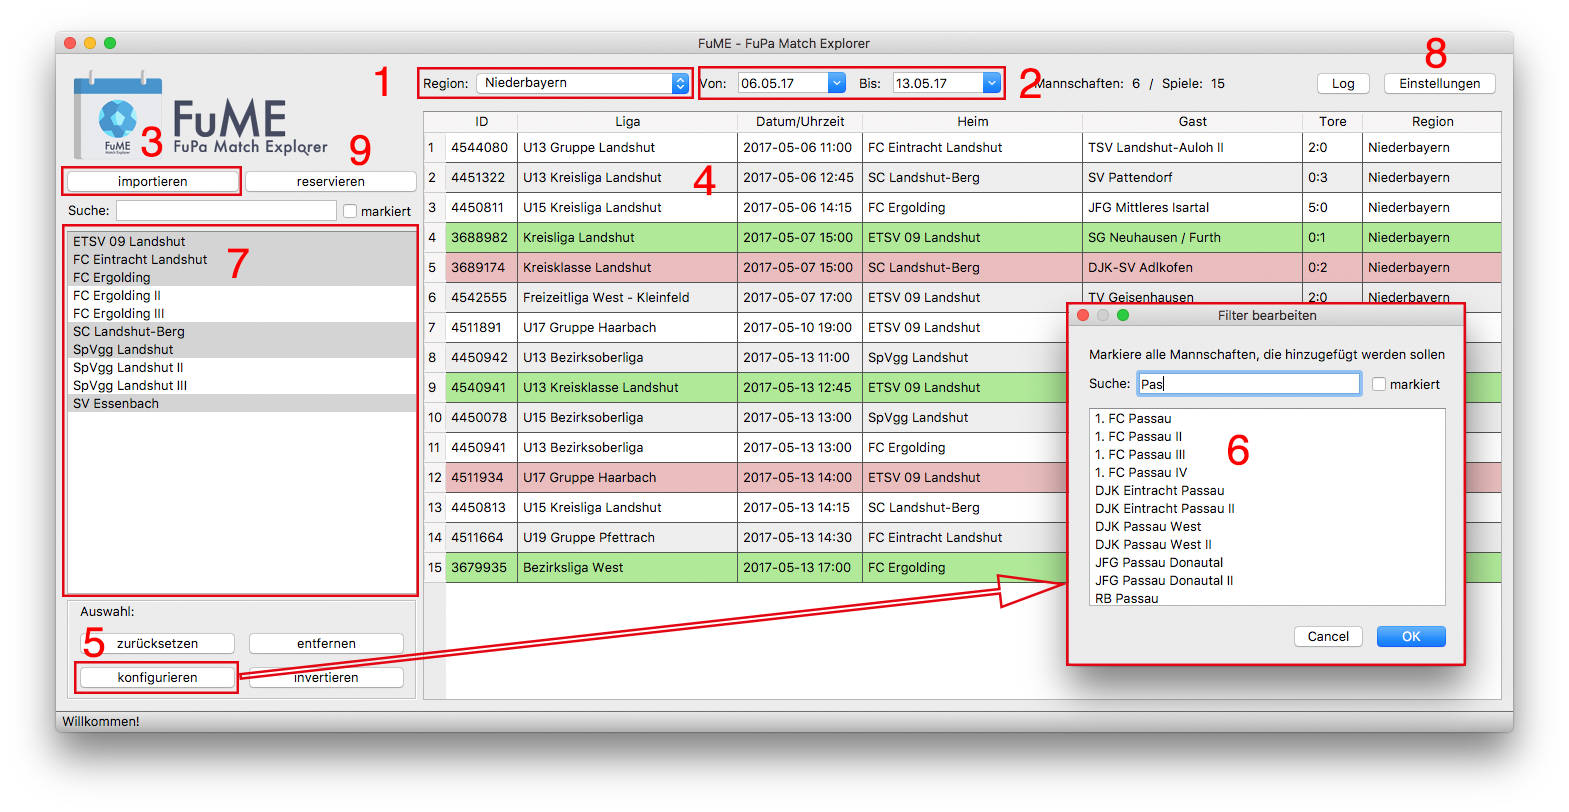 FuME - FuPa Match Explorer
8
1
Region: Niederbayern
Von: 06.05.17 Bis: 13.05.17
2
Mannschaften: 6 / Spiele: 15
Log
Einstellungen
FuME
Match Explorer
FuME
FuPa Match Explorer
3
9
importieren
reservieren
Suche:
markiert
7
ETSV 09 Landshut
FC Eintracht Landshut
FC Ergolding
FC Ergolding II
FC Ergolding III
SC Landshut-Berg
SpVgg Landshut
SpVgg Landshut II
SpVgg Landshut III
SV Essenbach
Auswahl:
5
zurücksetzen
entfernen
konfigurieren
invertieren
Willkommen!
ID Liga Datum/Uhrzeit Heim Gast Tore Region
1 4544080 U13 Gruppe Landshut 2017-05-06 11:00 FC Eintracht Landshut TSV Landshut-Auloh II 2:0 Niederbayern
2 4451322 U13 Kreisliga Landshut 2017-05-06 12:45 SC Landshut-Berg SV Pattendorf 0:3 Niederbayern
4
3 4450811 U15 Kreisliga Landshut 2017-05-06 14:15 FC Ergolding JFG Mittleres Isartal 5:0 Niederbayern
4 3688982 Kreisliga Landshut 2017-05-07 15:00 ETSV 09 Landshut SG Neuhausen / Furth 0:1 Niederbayern
5 3689174 Kreisklasse Landshut 2017-05-07 15:00 SC Landshut-Berg DJK-SV Adlkofen 0:2 Niederbayern
6 4542555 Freizeitliga West - Kleinfeld 2017-05-07 17:00 ETSV 09 Landshut TV Geisenhausen 2:0 Niederbayern
7 4511891 U17 Gruppe Haarbach 2017-05-10 19:00 ETSV 09 Landshut
8 4450942 U13 Bezirksoberliga 2017-05-13 11:00 SpVgg Landshut
9 4540941 U13 Kreisklasse Landshut 2017-05-13 12:45 ETSV 09 Landshut
10 4450078 U15 Bezirksoberliga 2017-05-13 13:00 SpVgg Landshut
11 4450941 U13 Bezirksoberliga 2017-05-13 13:00 FC Ergolding
12 4511934 U17 Gruppe Haarbach 2017-05-13 14:00 ETSV 09 Landshut
13 4450813 U15 Kreisliga Landshut 2017-05-13 14:15 SC Landshut-Berg
14 4511664 U19 Gruppe Pfettrach 2017-05-13 14:30 FC Eintracht Landshut
15 3679935 Bezirksliga West 2017-05-13 17:00 FC Ergolding
Filter bearbeiten
Markiere alle Mannschaften, die hinzugefügt werden sollen
Suche: Pas
markiert
6
1. FC Passau
1. FC Passau II
1. FC Passau III
1. FC Passau IV
DJK Eintracht Passau
DJK Eintracht Passau II
DJK Passau West
DJK Passau West II
JFG Passau Donautal
JFG Passau Donautal II
RB Passau
Cancel
OK